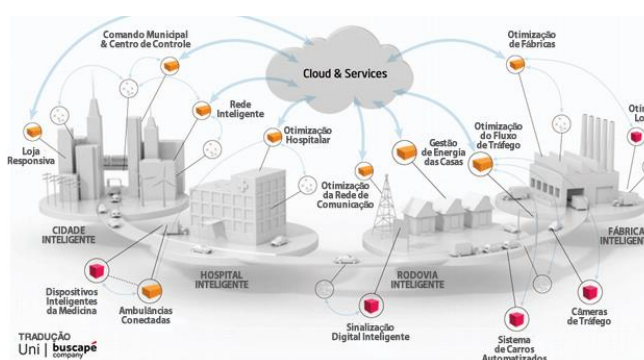 Comando Municipal
& Centro de Controle
Cloud & Services
Otimização
de Fábricas
Rede
Inteligente
Loja
Responsiva
Otimização
Hospitalar
Gestão
de Energia
das Casas
Otimização
do Fluxo
de Tráfego
Otimização
da Rede de
Comunicação
CIDADE
INTELIGENTE
HOSPITAL
INTELIGENTE
RODOVIA
INTELIGENTE
FÁBRICA
Dispositivos
Inteligentes
da Medicina
Ambulâncias
Conectadas
Sinalização
Digital Inteligente
Sistema
de Carros
Automatizados
Câmeras
de Tráfego
TRADUÇÃO
Uni | buscapé
company